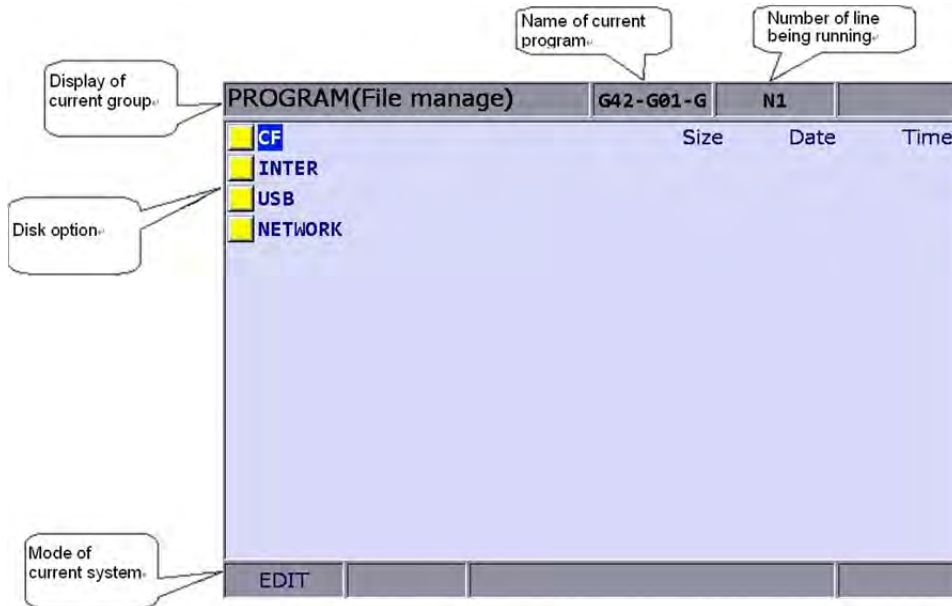 Name of current
program
Number of line
being running
Display of
current group
PROGRAM(File manage) G42-G01-G N1
CF Size Date Time
INTER
USB
Disk option
NETWORK
Mode of
current system
EDIT